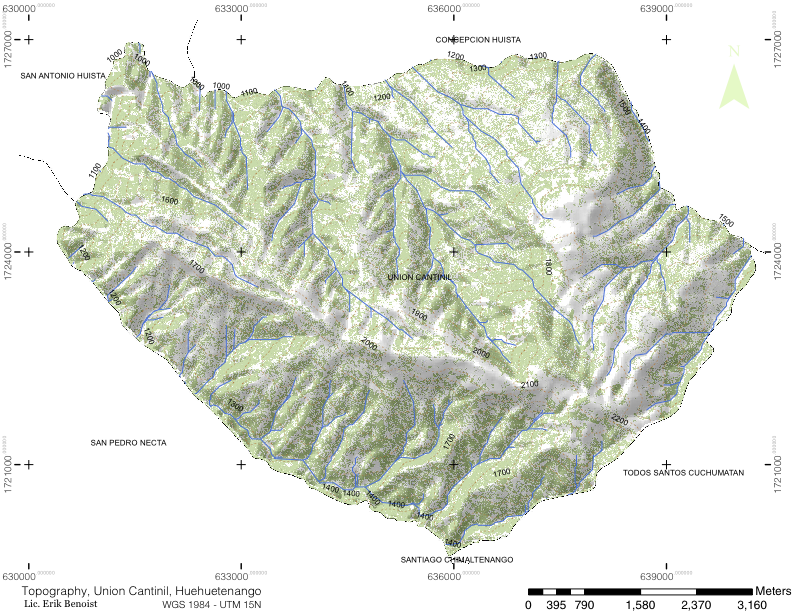 630000 633000 636000 639000
1727000 1727000
CONCEPCION HUISTA
SAN ANTONIO HUISTA
N
1000
1000
1000
1000
1100
1400
1200
1200
1300
1300
1500
1400
1100
1600
1500
1724000 1724000
1200
1700
1800
UNION CANTINIL
1200
1900
1200
2000
2000
2100
1300
2200
SAN PEDRO NECTA
1700
1700
1721000 1721000
TODOS SANTOS CUCHUMATAN
1400
1400
1400
1400
1400
1400
SANTIAGO CHIMALTENANGO
630000 633000 636000 639000
Topography, Union Cantinil, Huehuetenango
Lic. Erik Benoist
WGS 1984 - UTM 15N
Meters
0 395 790 1,580 2,370 3,160